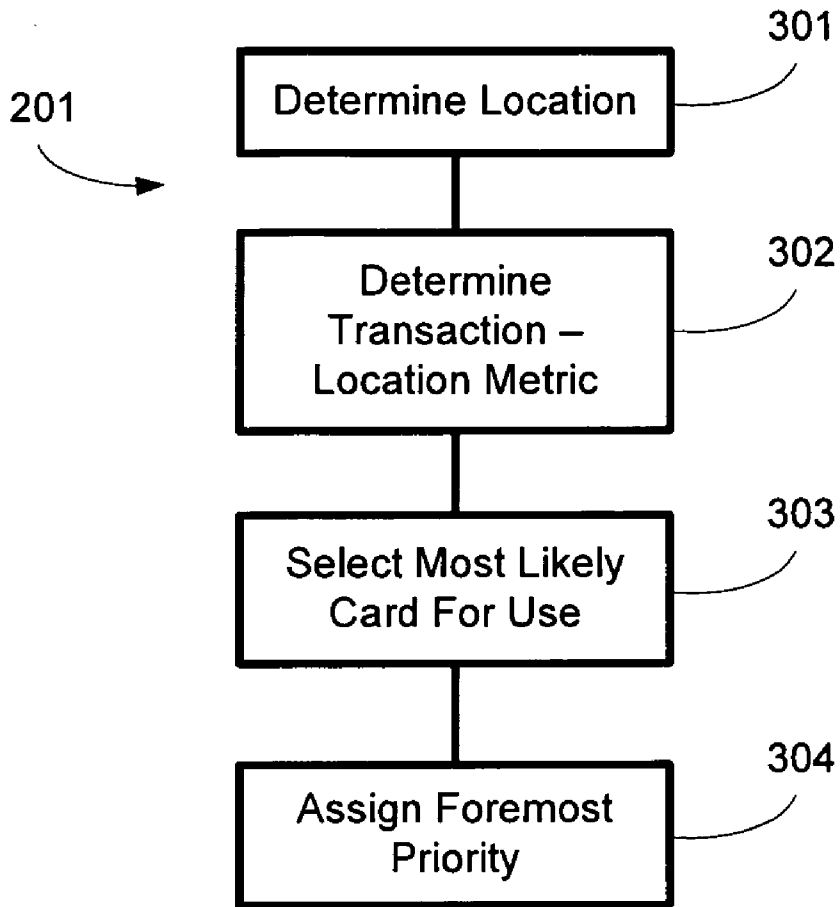 301
Determine Location
201
302
Determine
Transaction –
Location Metric
303
Select Most Likely
Card For Use
304
Assign Foremost
Priority